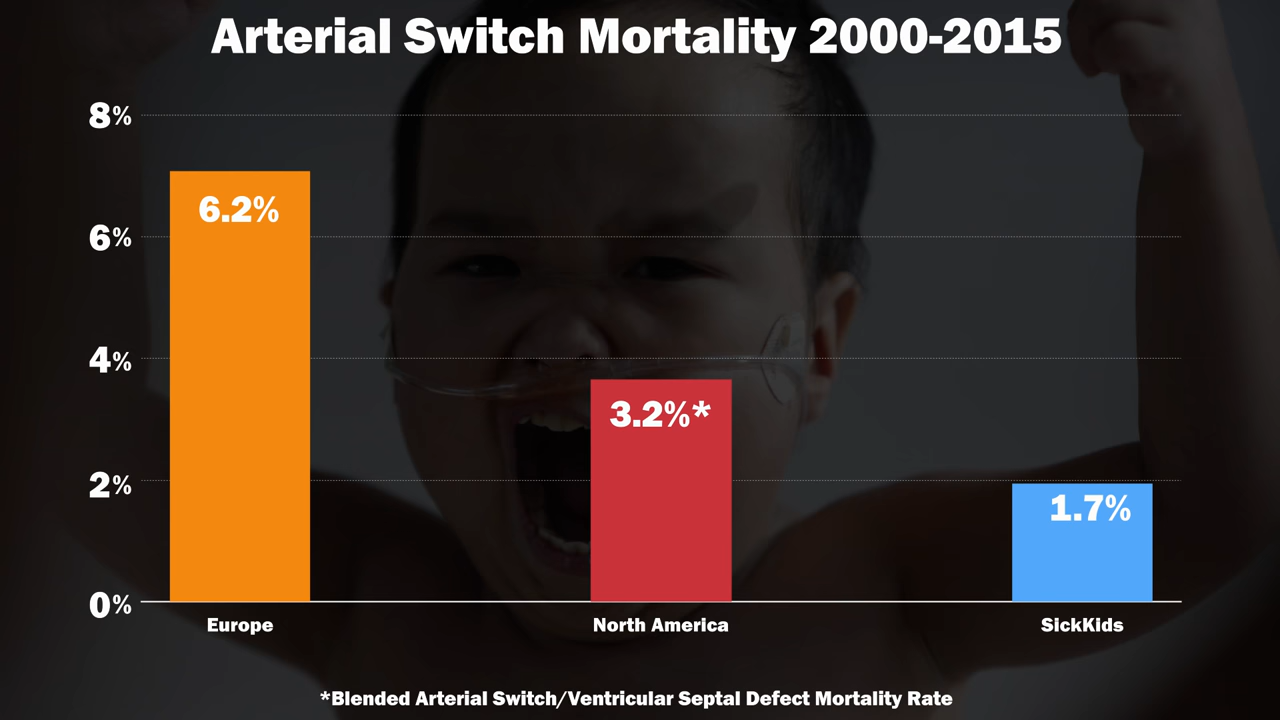 Arterial Switch Mortality 2000-2015
8%
6%
4%
2%
0%
6.2%
3.2%*
1.7%
Europe
North America
SickKids
*Blended Arterial Switch/Ventricular Septal Defect Mortality Rate